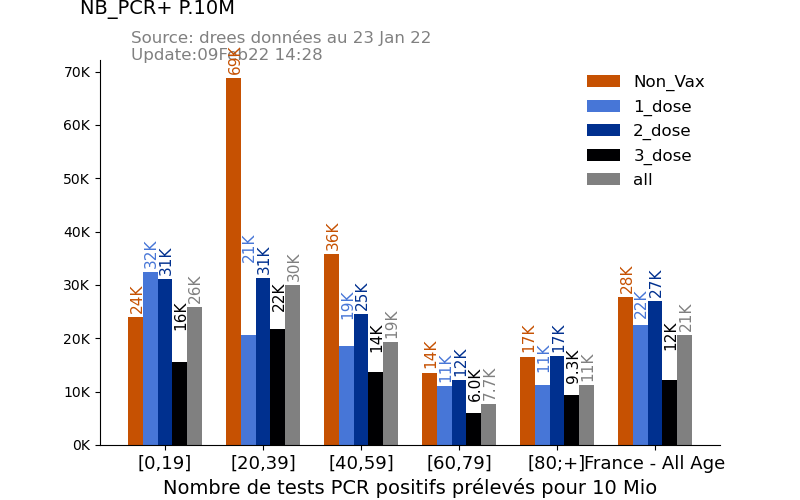 NB_PCR+ P.10M
Source: drees données au 23 Jan 22
Update:09Feb22 14:28
70K
60K
50K
40K
30K
20K
10K
0K
Non_Vax
1_dose
2_dose
3_dose
all
24K
32K
31K
16K
26K
69K
21K
31K
22K
30K
36K
19K
25K
14K
19K
14K
11K
12K
6.0K
7.7K
17K
11K
17K
9.3K
11K
28K
22K
27K
12K
21K
[0,19] [20,39] [40,59] [60,79] [80;+] France - All Age
Nombre de tests PCR positifs prélevés pour 10 Mio